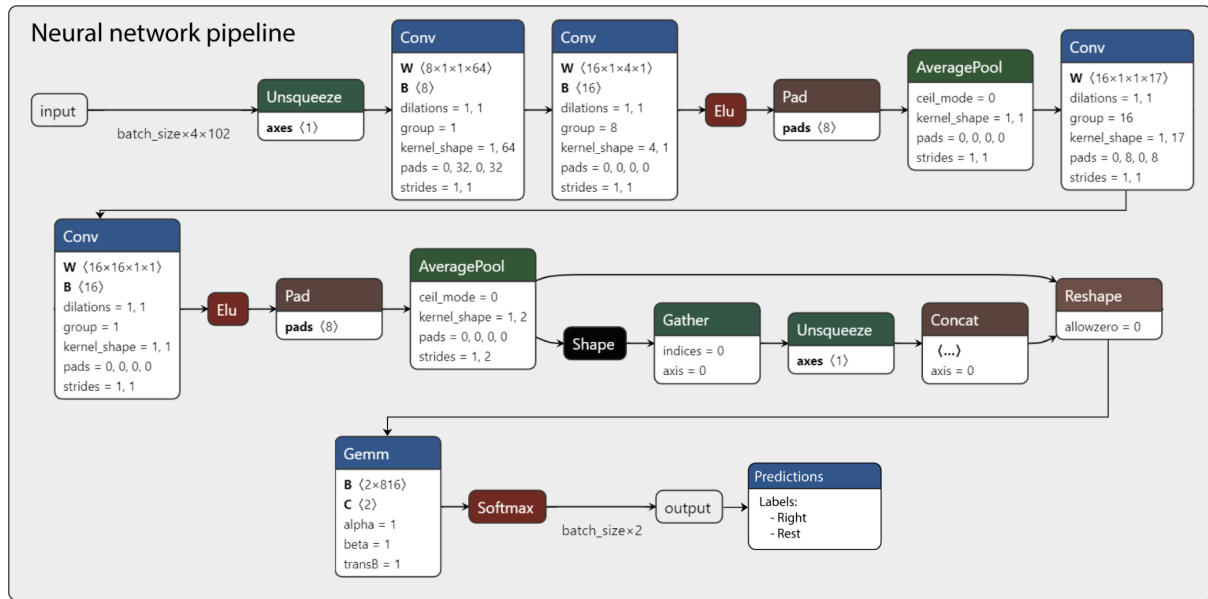 Neural network pipeline
input
batch_size×4×102
Unsqueeze
axes ⟨1⟩
Conv
W ⟨8×1×1×64⟩
B ⟨8⟩
dilations = 1, 1
group = 1
kernel_shape = 1, 64
pads = 0, 32, 0, 32
strides = 1, 1
Conv
W ⟨16×1×4×1⟩
B ⟨16⟩
dilations = 1, 1
group = 8
kernel_shape = 4, 1
pads = 0, 0, 0, 0
strides = 1, 1
Elu
Pad
pads ⟨8⟩
AveragePool
ceil_mode = 0
kernel_shape = 1, 1
pads = 0, 0, 0, 0
strides = 1, 1
Conv
W ⟨16×1×1×17⟩
dilations = 1, 1
group = 16
kernel_shape = 1, 17
pads = 0, 8, 0, 8
strides = 1, 1
Conv
W ⟨16×16×1×1⟩
B ⟨16⟩
dilations = 1, 1
group = 1
kernel_shape = 1, 1
pads = 0, 0, 0, 0
strides = 1, 1
Elu
Pad
pads ⟨8⟩
AveragePool
ceil_mode = 0
kernel_shape = 1, 2
pads = 0, 0, 0, 0
strides = 1, 2
Shape
Gather
indices = 0
axis = 0
Unsqueeze
axes ⟨1⟩
Concat
⟨...⟩
axis = 0
Reshape
allowzero = 0
Gemm
B ⟨2×816⟩
C ⟨2⟩
alpha = 1
beta = 1
transB = 1
Softmax
batch_size×2
output
Predictions
Labels:
- Right
- Rest